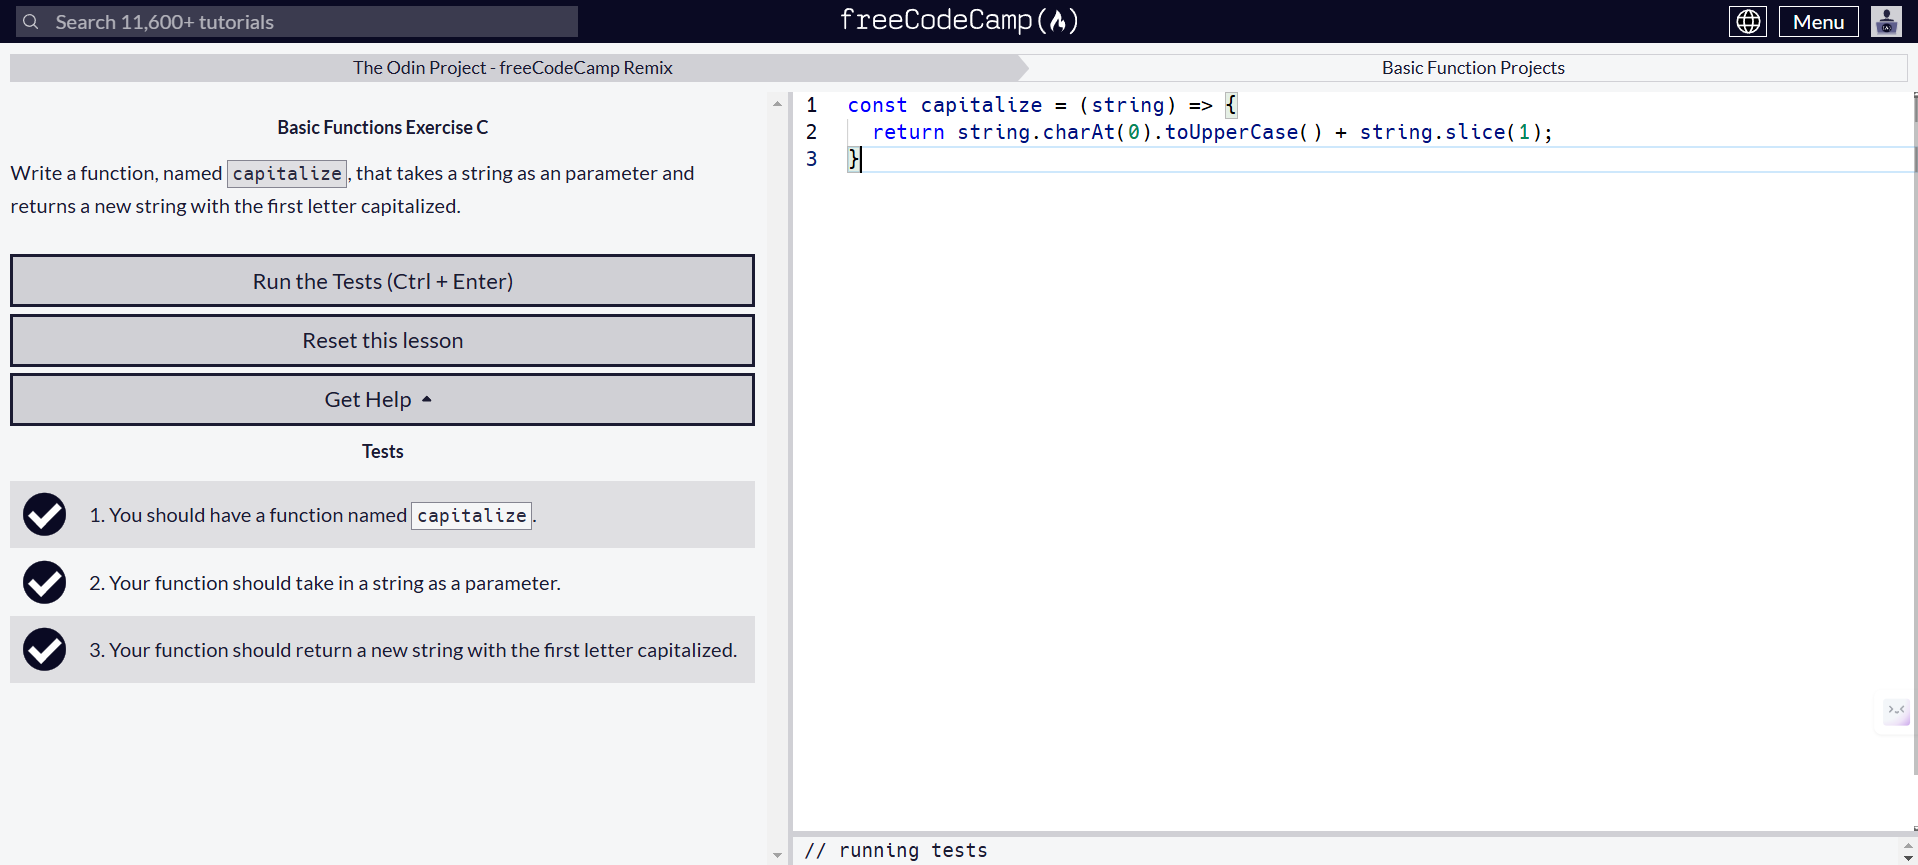 Search 11,600+ tutorials
freeCodeCamp
Menu
The Odin Project - freeCodeCamp Remix
Basic Function Projects
Basic Functions Exercise C
Write a function, named capitalize, that takes a string as an parameter and
returns a new string with the first letter capitalized.
Run the Tests (Ctrl + Enter)
Reset this lesson
Get Help
Tests
1. You should have a function named capitalize.
2. Your function should take in a string as a parameter.
3. Your function should return a new string with the first letter capitalized.
1 const capitalize = (string) => {
2 return string.charAt(0).toUpperCase() + string.slice(1);
3 }
// running tests